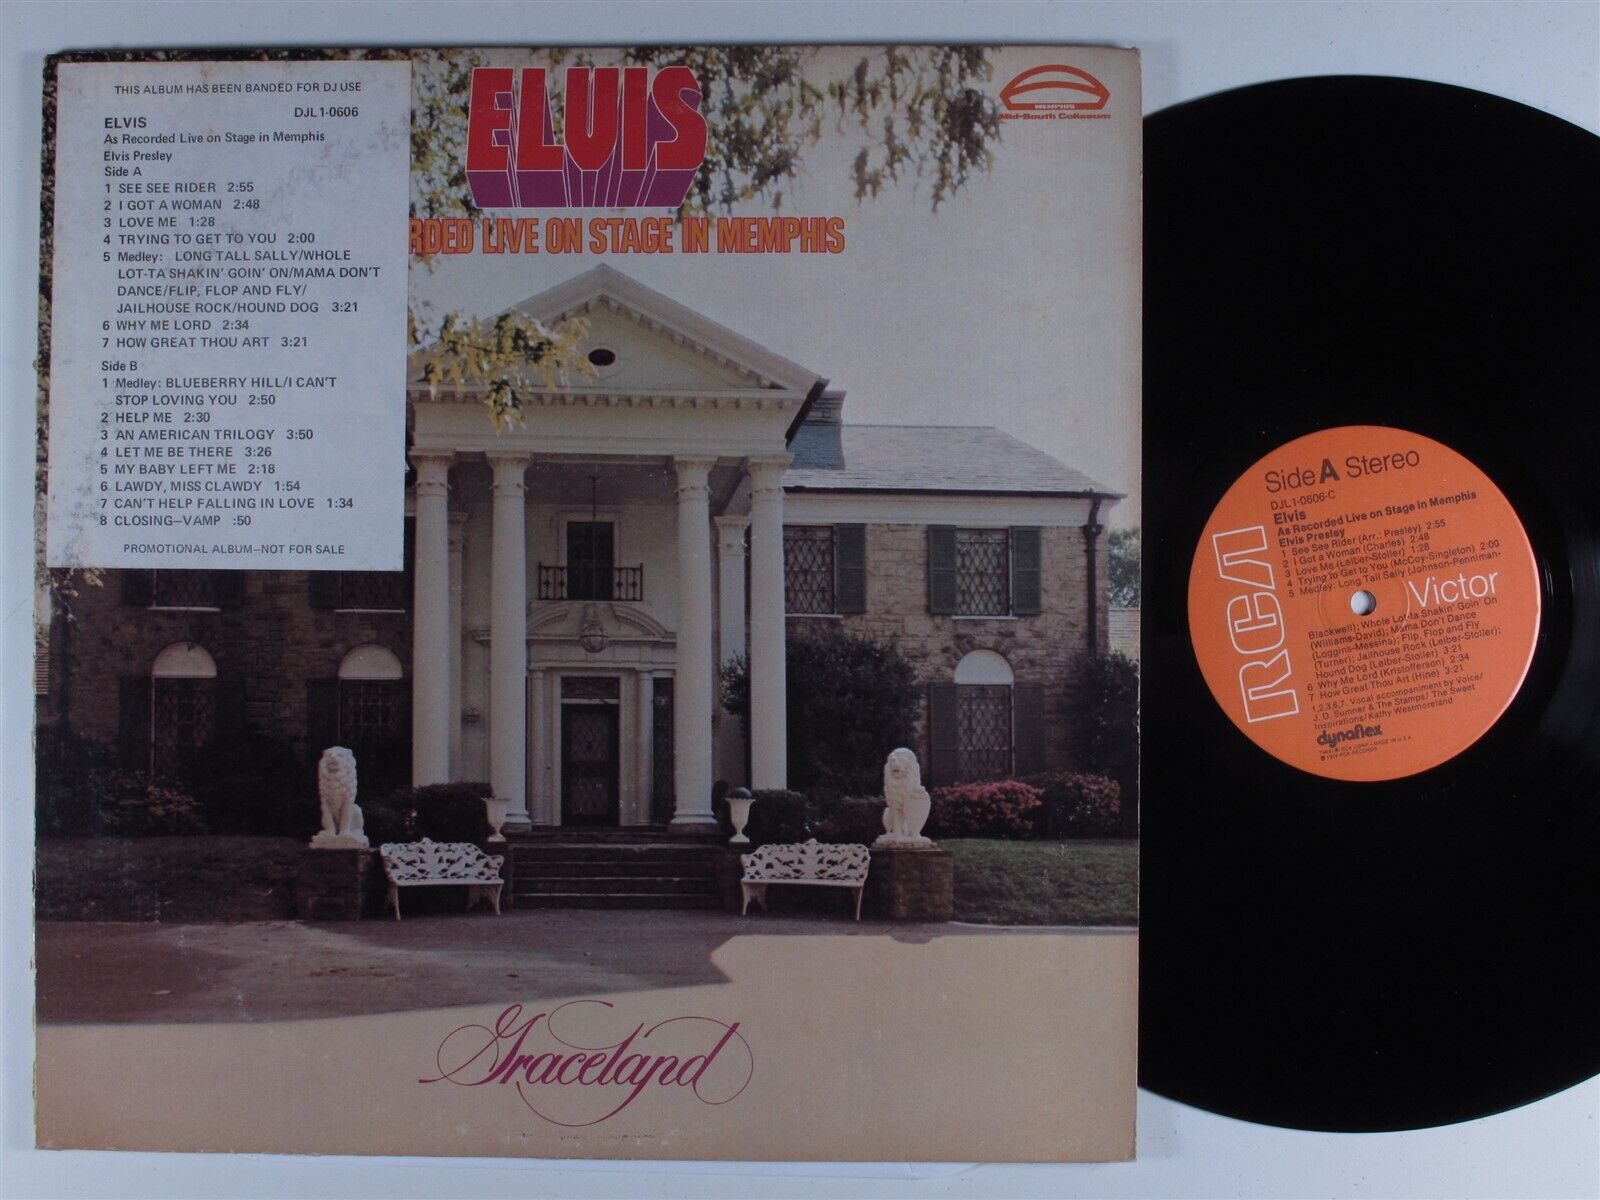 THIS ALBUM HAS BEEN BANDED FOR DJ USE
DJL1-0606
ELVIS
As Recorded Live on Stage in Memphis
Elvis Presley
Side A
1 SEE SEE RIDER 2:55
2 I GOT A WOMAN 2:48
3 LOVE ME 1:28
4 TRYING TO GET TO YOU 2:00
5 Medley: LONG TALL SALLY/WHOLE
LOT-TA SHAKIN' GOIN' ON/MAMA DON'T
DANCE/FLIP, FLOP AND FLY/
JAILHOUSE ROCK/HOUND DOG 3:21
6 WHY ME LORD 2:34
7 HOW GREAT THOU ART 3:21
Side B
1 Medley: BLUEBERRY HILL/I CAN'T
STOP LOVING YOU 2:50
2 HELP ME 2:30
3 AN AMERICAN TRILOGY 3:50
4 LET ME BE THERE 3:26
5 MY BABY LEFT ME 2:18
6 LAWDY, MISS CLAWDY 1:54
7 CAN'T HELP FALLING IN LOVE 1:34
8 CLOSING—VAMP :50
PROMOTIONAL ALBUM—NOT FOR SALE
ELVIS
RDED LIVE ON STAGE IN MEMPHIS
MEMPHIS
Mid-South Coliseum
Graceland
Side A Stereo
DJL1-0606-C
Elvis
As Recorded Live on Stage in Memphis
Elvis Presley
1 See See Rider (Arr.: Presley) 2:55
2 I Got a Woman (Charles) 2:48
3 Love Me (Leiber-Stoller) 1:28
4 Trying to Get to You (McCoy-Singleton) 2:00
5 Medley: Long Tall Sally (Johnson-Penniman-
RCA
Victor
Blackwell); Whole Lot-ta Shakin' Goin' On
(Williams-David); Mama Don't Dance
(Loggins-Messins); Flip, Flop and Fly
(Turner); Jailhouse Rock (Leiber-Stoller);
Hound Dog (Leiber-Stoller) 3:21
6 Why Me Lord (Kristofferson) 2:34
7 How Great Thou Art (Hine) 3:21
1,2,3,6,7. Vocal accompaniment by Voice/
J. D. Sumner & The Stamps/ The Sweet
Inspirations/Kathy Westmoreland
dynaflex
TMK(s) ® RCA CORP.—MADE IN U.S.A.
℗ 1974 RCA RECORDS